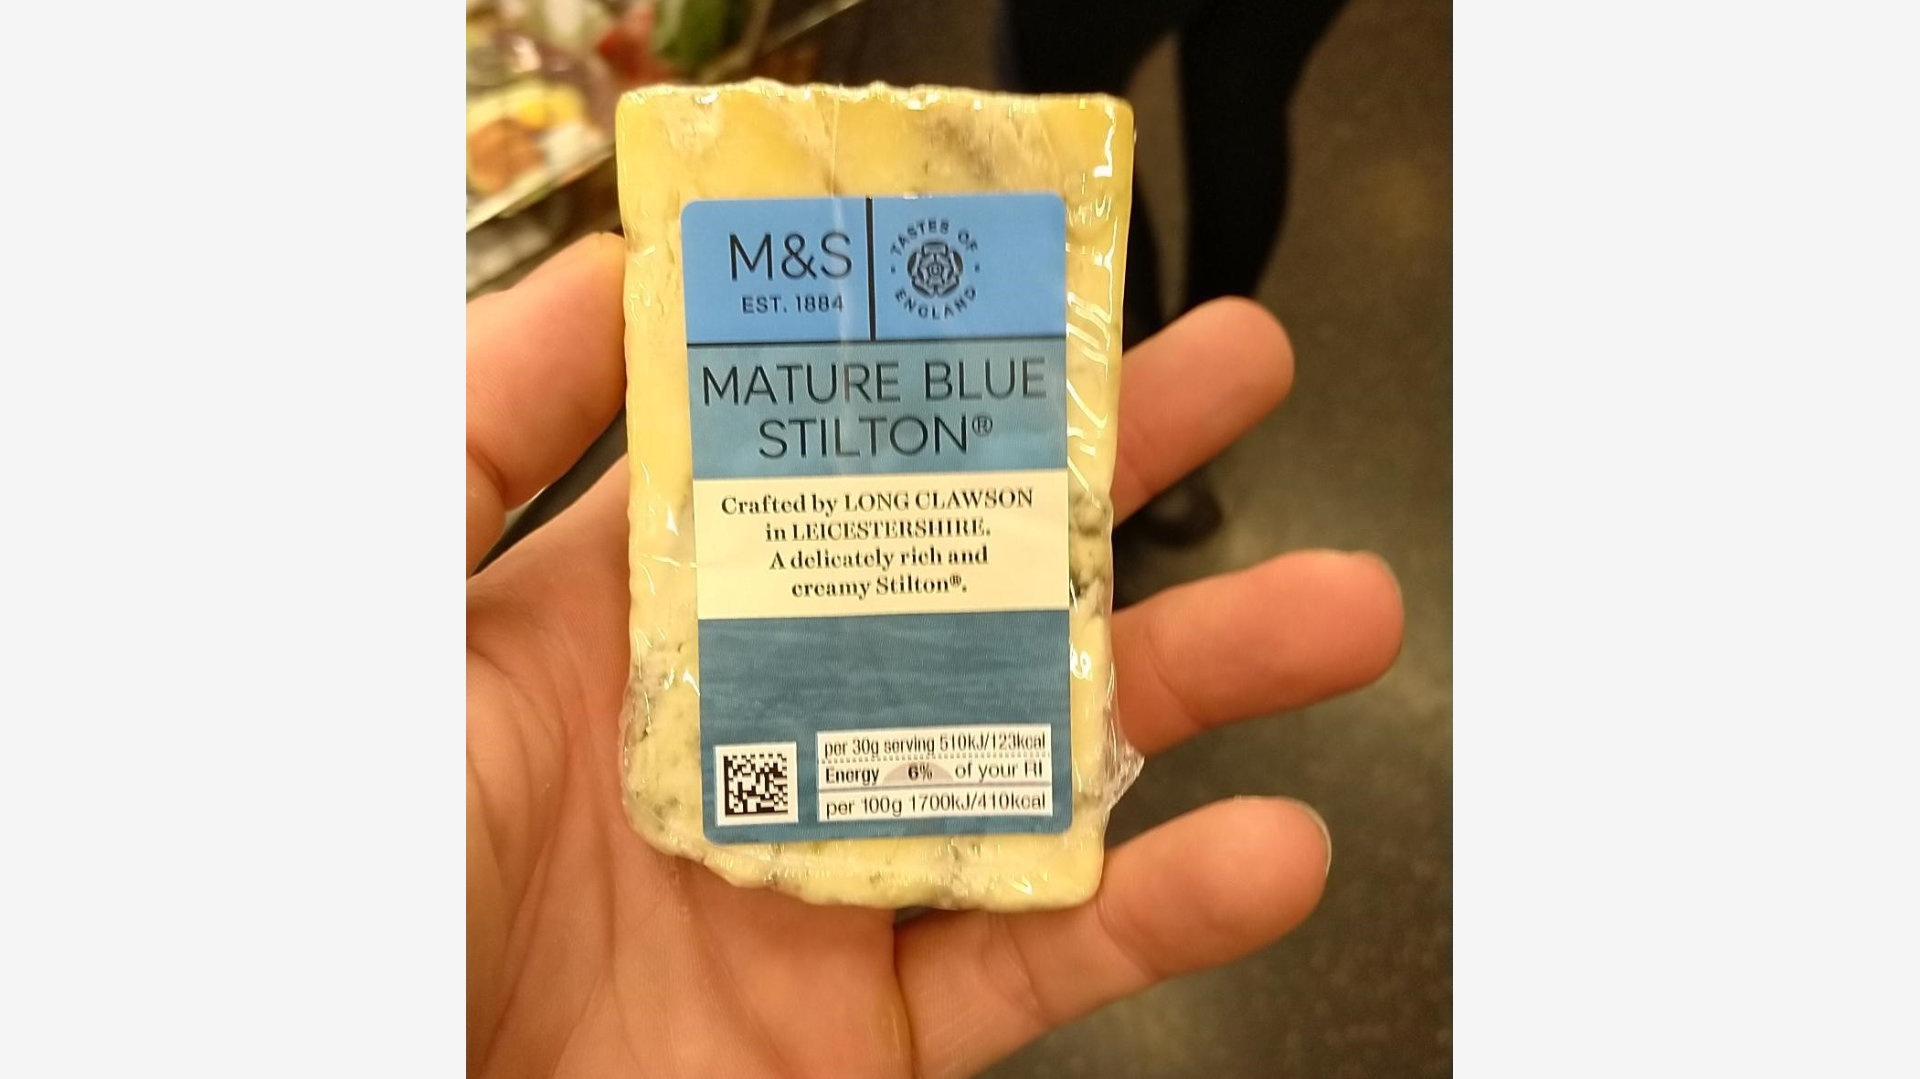 M&S
EST. 1884
TASTES OF
ENGLAND
MATURE BLUE
STILTON®
Crafted by LONG CLAWSON
in LEICESTERSHIRE.
A delicately rich and
creamy Stilton®.
per 30g serving 510kJ/123kcal
Energy 6% of your RI
per 100g 1700kJ/410kcal